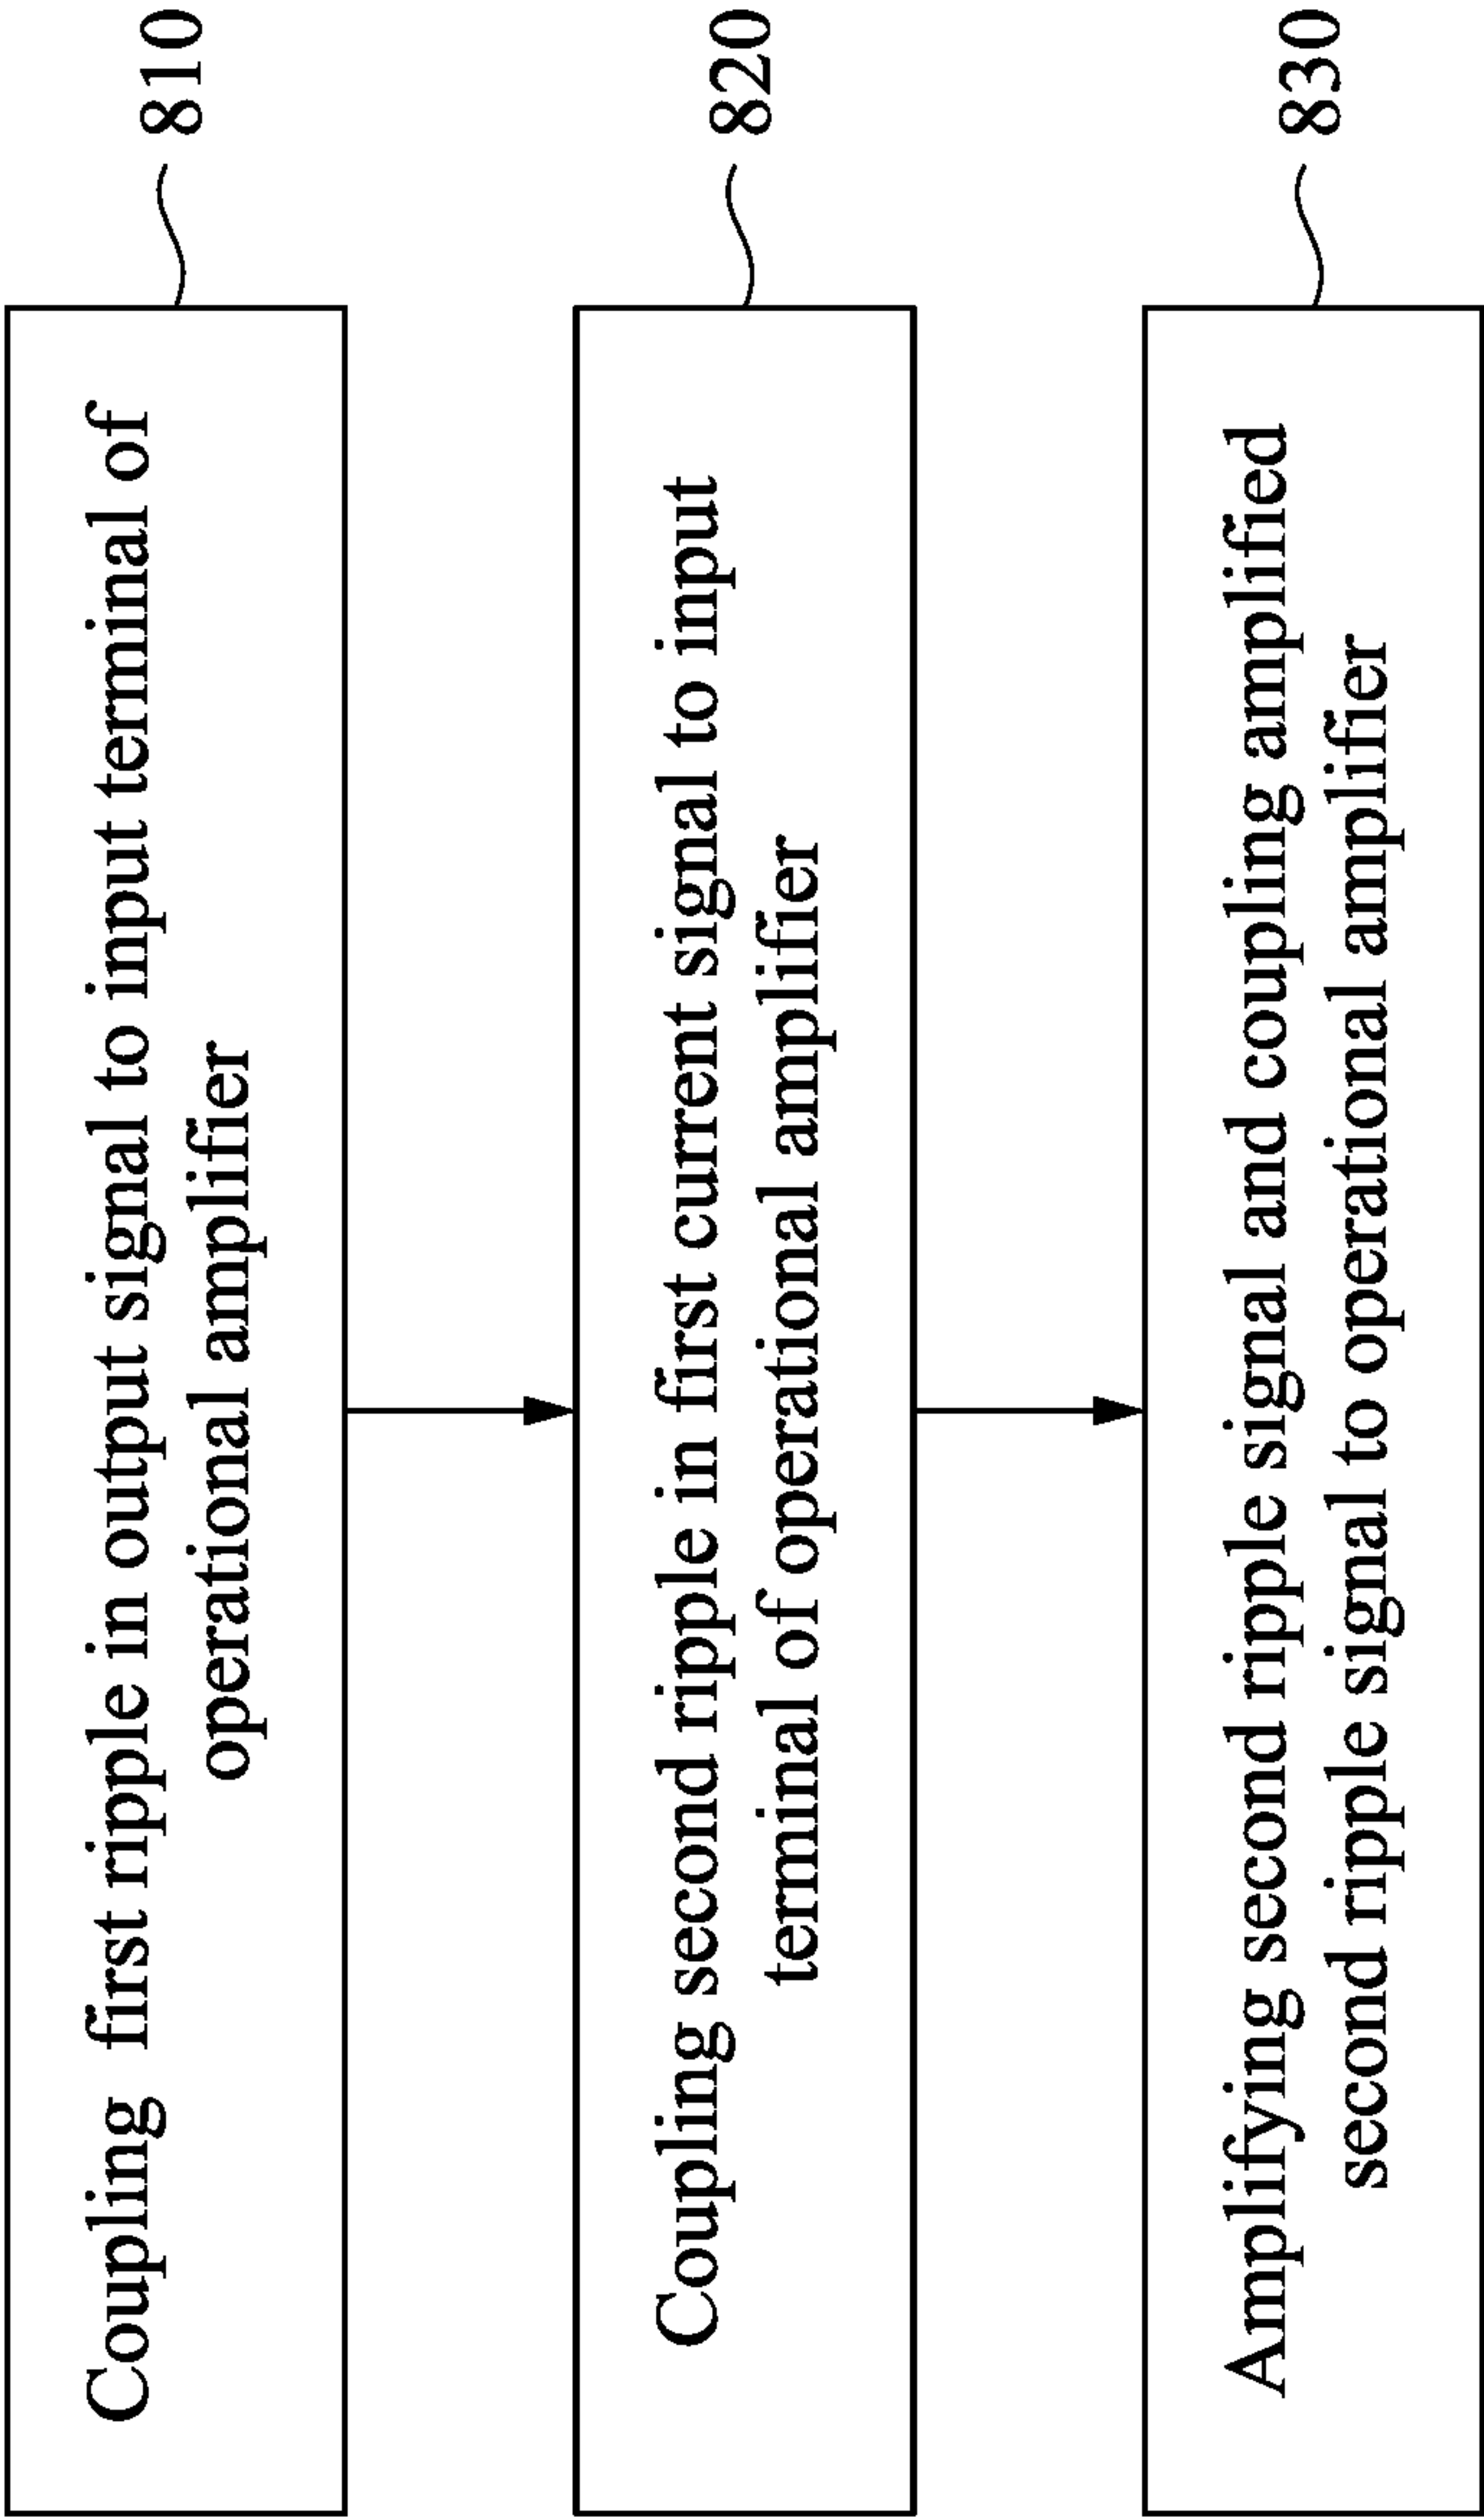 Coupling first ripple in output signal to input terminal of
operational amplifier
810
Coupling second ripple in first current signal to input
terminal of operational amplifier
820
Amplifying second ripple signal and coupling amplified
second ripple signal to operational amplifier
830